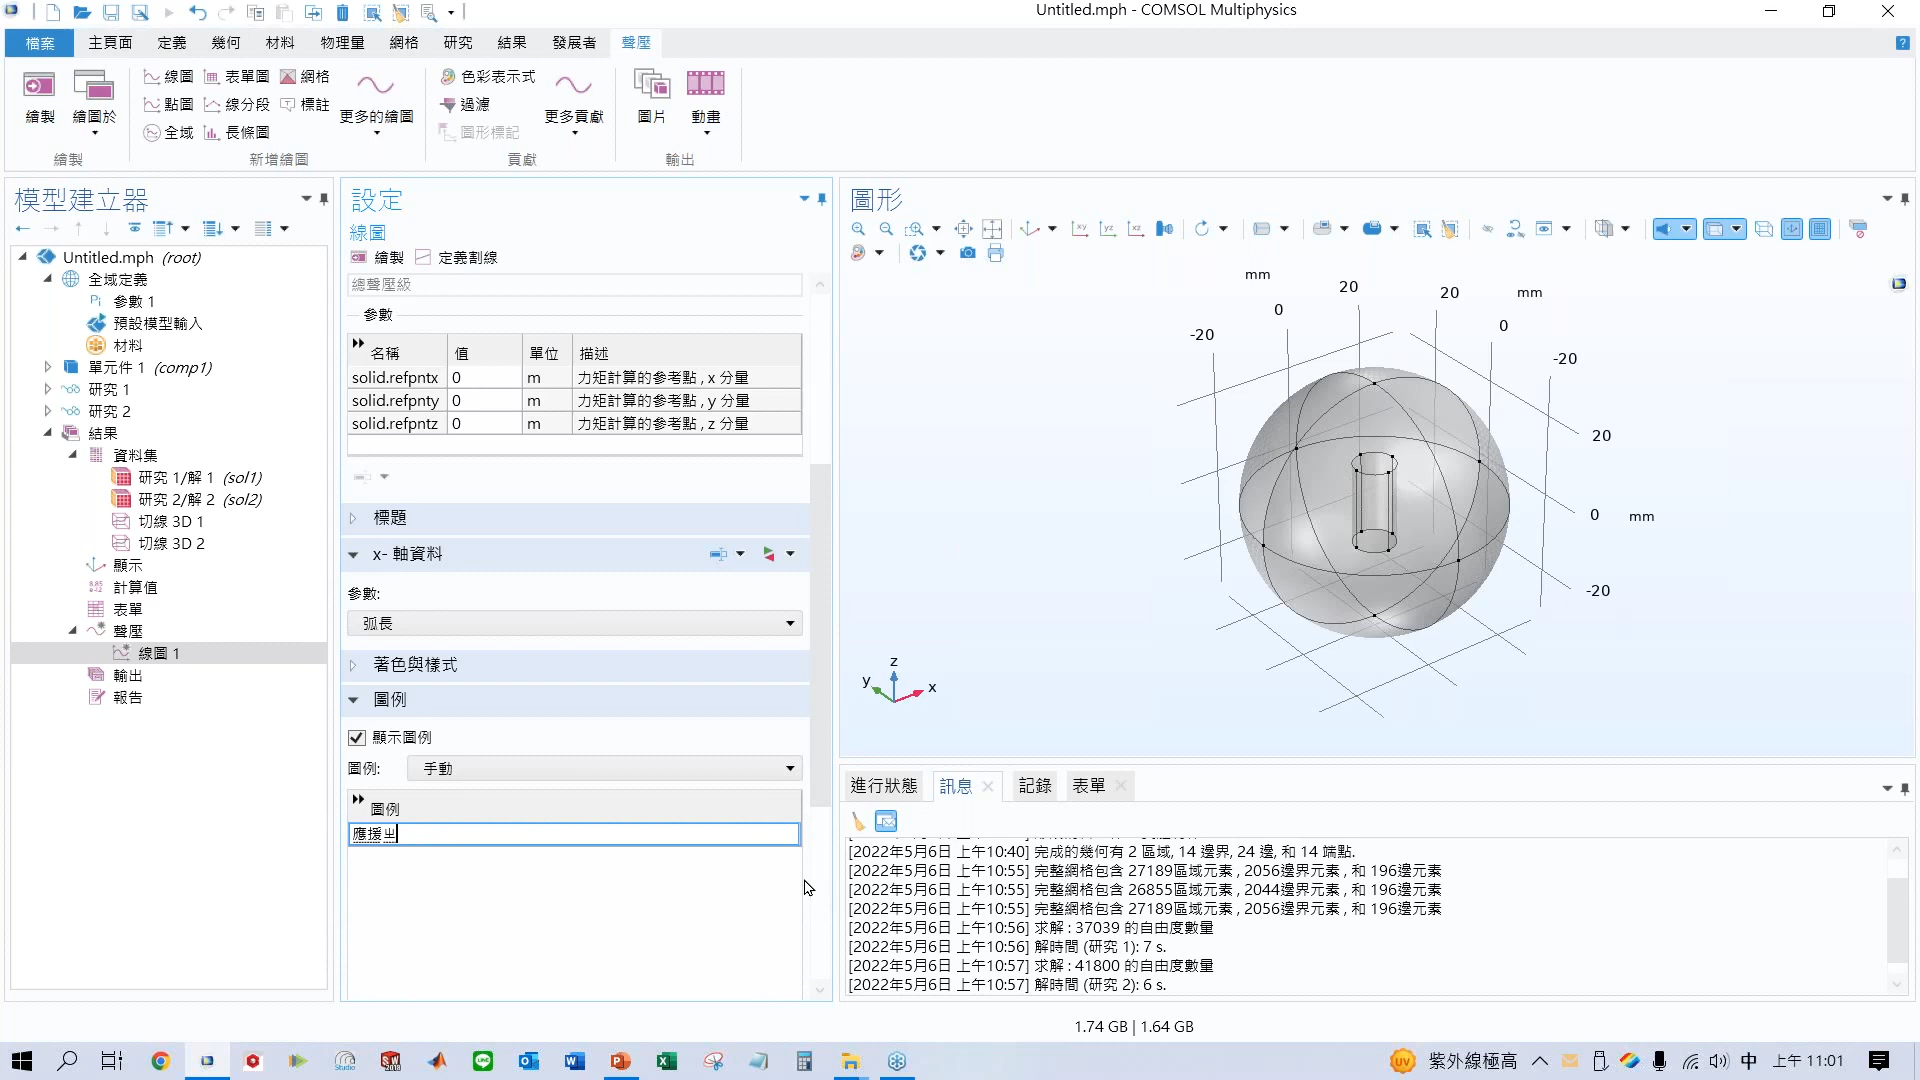 Untitled.mph - COMSOL Multiphysics
檔案 主頁面 定義 幾何 材料 物理量 網格 研究 結果 發展者 聲壓
繪製 繪圖於 線圖 表單圖 網格 更多的繪圖 色彩表示式 更多貢獻 圖片 動畫
點圖 線分段 標註 過濾
全域 長條圖 圖形標記
繪製 新增繪圖 貢獻 輸出
模型建立器
Untitled.mph (root)
全域定義
Pi 參數 1
預設模型輸入
材料
單元件 1 (comp1)
研究 1
研究 2
結果
資料集
研究 1/解 1 (sol1)
研究 2/解 2 (sol2)
切線 3D 1
切線 3D 2
顯示
計算值
表單
聲壓
線圖 1
輸出
報告
設定
線圖
繪製 定義割線
總聲壓級
參數
名稱 值 單位 描述
solid.refpntx 0 m 力矩計算的參考點 , x 分量
solid.refpnty 0 m 力矩計算的參考點 , y 分量
solid.refpntz 0 m 力矩計算的參考點 , z 分量
標題
x- 軸資料
參數:
弧長
著色與樣式
圖例
顯示圖例
圖例: 手動
圖例
應援出
圖形
xy yz xz
mm 20 20 mm
0 0
-20 -20
20
0 mm
-20
z
y x
進行狀態 訊息 記錄 表單
[2022年5月6日 上午10:40] 完成的幾何有 2 區域, 14 邊界, 24 邊, 和 14 端點.
[2022年5月6日 上午10:55] 完整網格包含 27189區域元素 , 2056邊界元素 , 和 196邊元素
[2022年5月6日 上午10:55] 完整網格包含 26855區域元素 , 2044邊界元素 , 和 196邊元素
[2022年5月6日 上午10:55] 完整網格包含 27189區域元素 , 2056邊界元素 , 和 196邊元素
[2022年5月6日 上午10:56] 求解 : 37039 的自由度數量
[2022年5月6日 上午10:56] 解時間 (研究 1): 7 s.
[2022年5月6日 上午10:57] 求解 : 41800 的自由度數量
[2022年5月6日 上午10:57] 解時間 (研究 2): 6 s.
1.74 GB | 1.64 GB
紫外線極高 中 上午 11:01